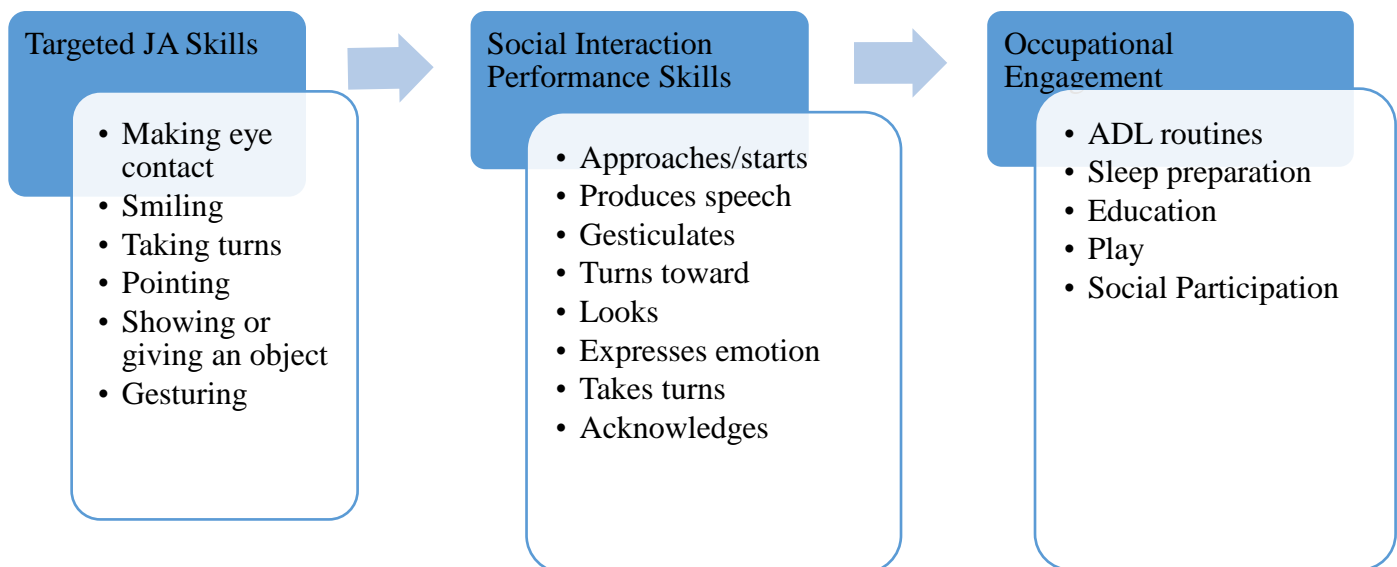 Targeted JA Skills
• Making eye
contact
• Smiling
• Taking turns
• Pointing
• Showing or
giving an object
• Gesturing
Social Interaction
Performance Skills
• Approaches/starts
• Produces speech
• Gesticulates
• Turns toward
• Looks
• Expresses emotion
• Takes turns
• Acknowledges
Occupational
Engagement
• ADL routines
• Sleep preparation
• Education
• Play
• Social Participation